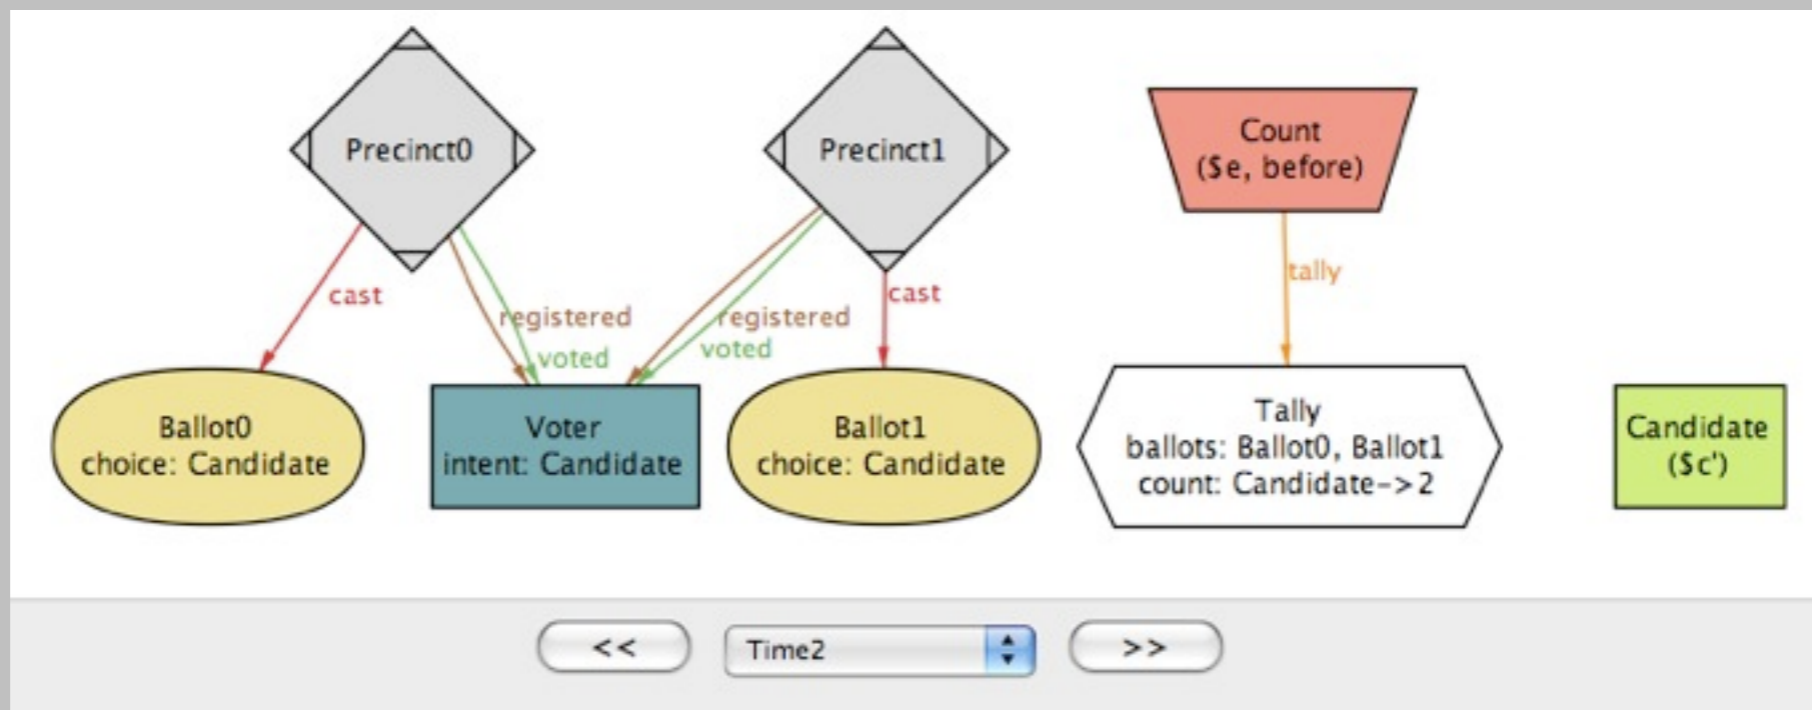 Precinct0
Precinct1
Count
($e, before)
cast
registered
voted
registered
voted
cast
tally
Ballot0
choice: Candidate
Voter
intent: Candidate
Ballot1
choice: Candidate
Tally
ballots: Ballot0, Ballot1
count: Candidate->2
Candidate
($c')
<<
Time2
>>